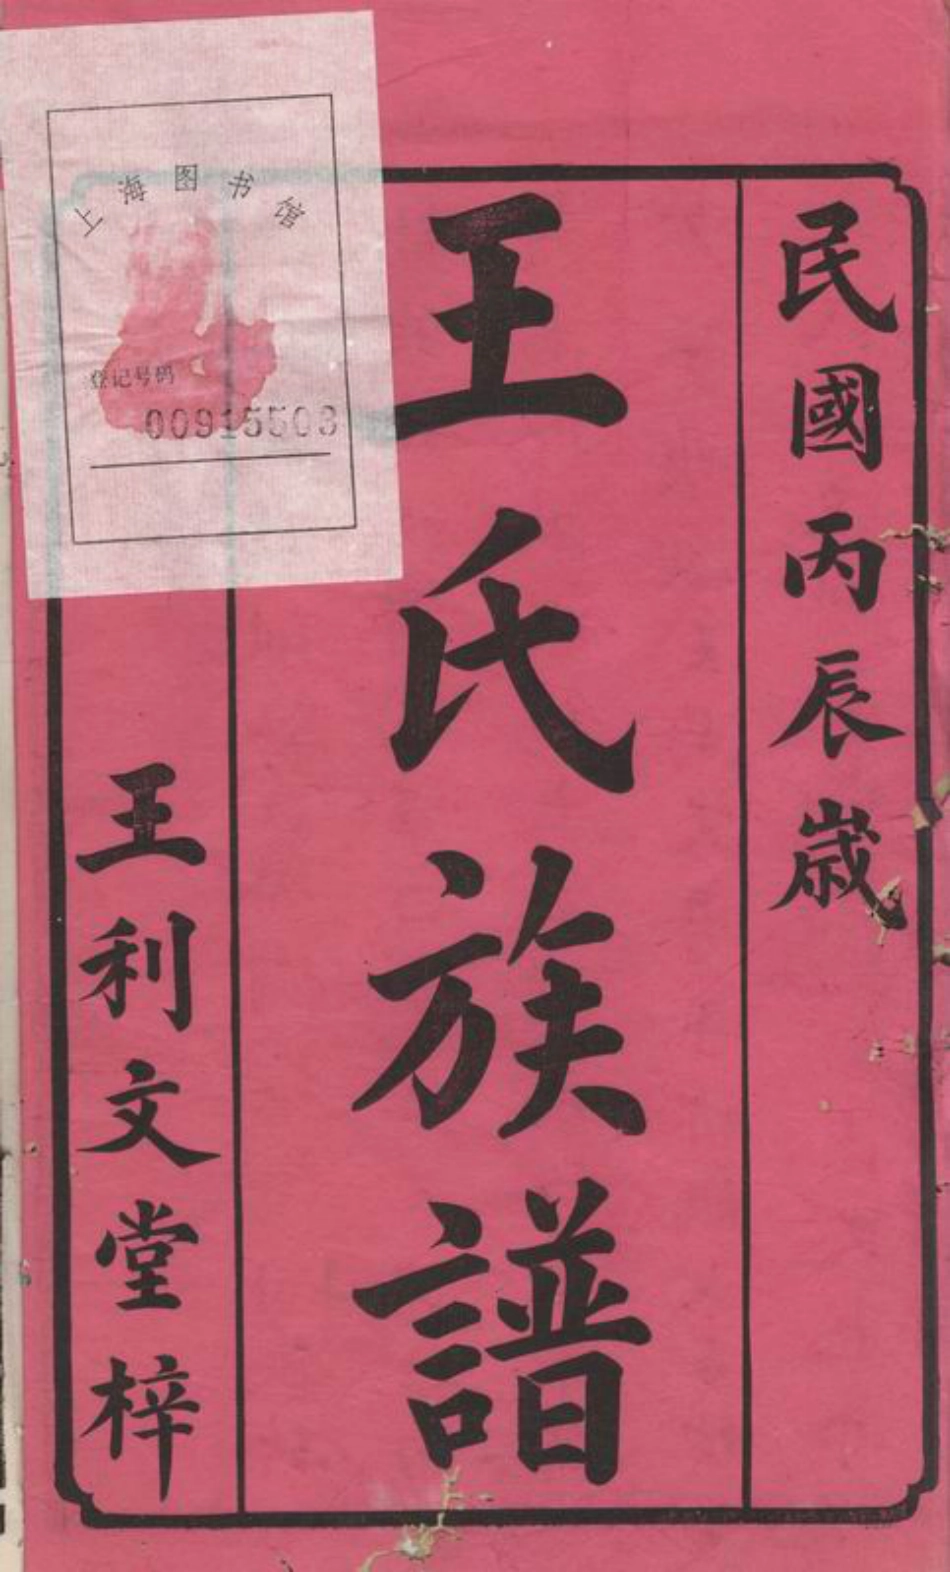 民國丙辰歲
王氏族譜
王利文堂梓
上海图书馆
登记号码
00915503